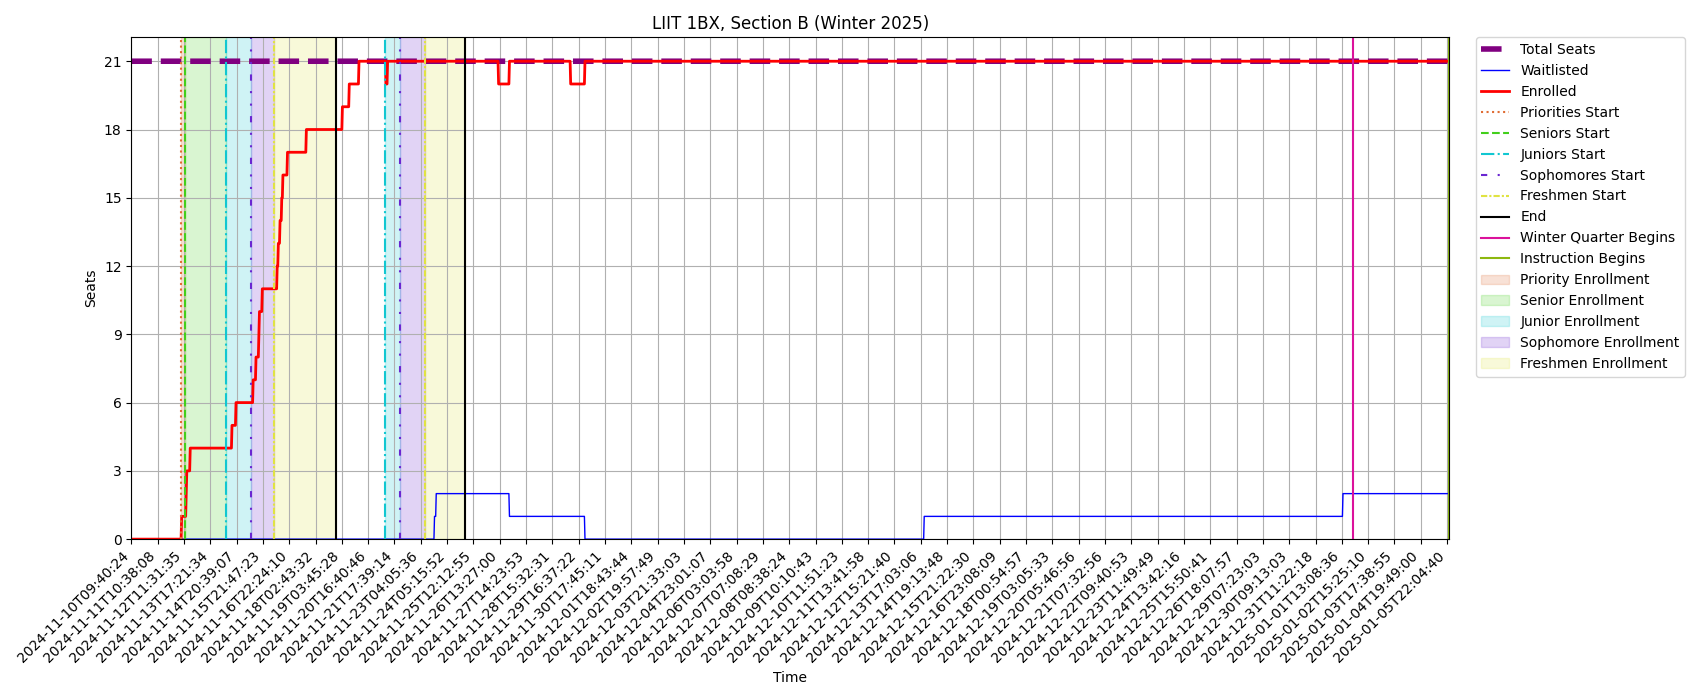 LIIT 1BX, Section B (Winter 2025)
Seats
21
18
15
12
9
6
3
0
2024-11-10T09:40:24
2024-11-11T10:38:08
2024-11-12T11:31:35
2024-11-13T17:21:34
2024-11-14T20:39:07
2024-11-15T21:47:23
2024-11-16T22:24:10
2024-11-18T02:43:32
2024-11-19T03:45:28
2024-11-20T16:40:46
2024-11-21T17:39:14
2024-11-23T04:05:36
2024-11-24T05:15:52
2024-11-25T12:12:55
2024-11-26T13:27:00
2024-11-27T14:23:53
2024-11-28T15:32:31
2024-11-29T16:37:22
2024-11-30T17:45:11
2024-12-01T18:43:44
2024-12-02T19:57:49
2024-12-03T21:33:03
2024-12-04T23:01:07
2024-12-06T03:03:58
2024-12-07T07:08:29
2024-12-08T08:38:24
2024-12-09T10:10:43
2024-12-10T11:51:23
2024-12-11T13:41:58
2024-12-12T15:21:40
2024-12-13T17:03:06
2024-12-14T19:13:48
2024-12-15T21:22:30
2024-12-16T23:08:09
2024-12-18T00:54:57
2024-12-19T03:05:33
2024-12-20T05:46:56
2024-12-21T07:32:56
2024-12-22T09:40:53
2024-12-23T11:49:49
2024-12-24T13:42:16
2024-12-25T15:50:41
2024-12-26T18:07:57
2024-12-29T07:23:03
2024-12-30T09:13:03
2024-12-31T11:22:18
2025-01-01T13:08:36
2025-01-02T15:25:10
2025-01-03T17:38:55
2025-01-04T19:49:00
2025-01-05T22:04:40
Time
Total Seats
Waitlisted
Enrolled
Priorities Start
Seniors Start
Juniors Start
Sophomores Start
Freshmen Start
End
Winter Quarter Begins
Instruction Begins
Priority Enrollment
Senior Enrollment
Junior Enrollment
Sophomore Enrollment
Freshmen Enrollment